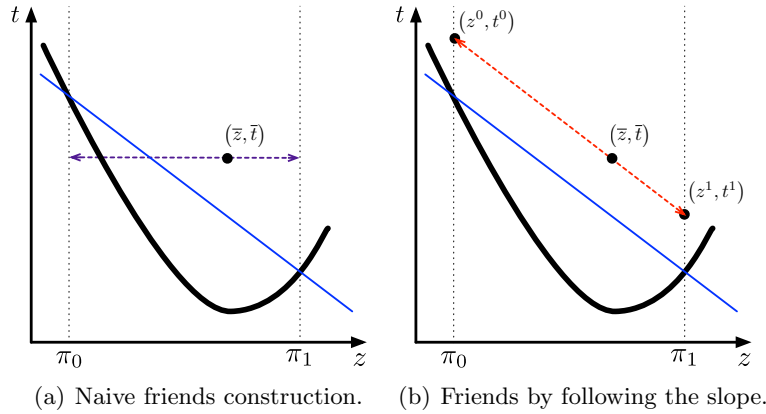 t
(z̅, t̅)
π₀
π₁
z
(a) Naive friends construction.
t
(z⁰, t⁰)
(z̅, t̅)
(z¹, t¹)
π₀
π₁
z
(b) Friends by following the slope.